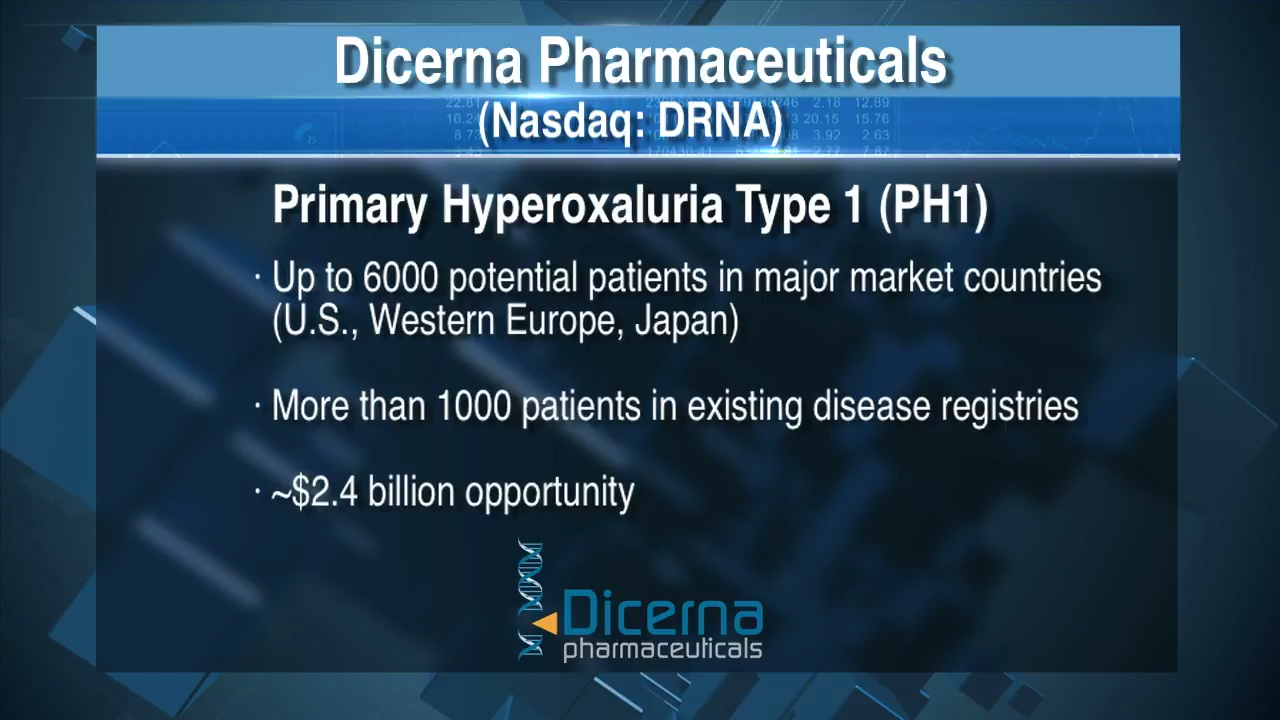 Dicerna Pharmaceuticals
(Nasdaq: DRNA)
Primary Hyperoxaluria Type 1 (PH1)
· Up to 6000 potential patients in major market countries
(U.S., Western Europe, Japan)
· More than 1000 patients in existing disease registries
· ~$2.4 billion opportunity
Dicerna
pharmaceuticals